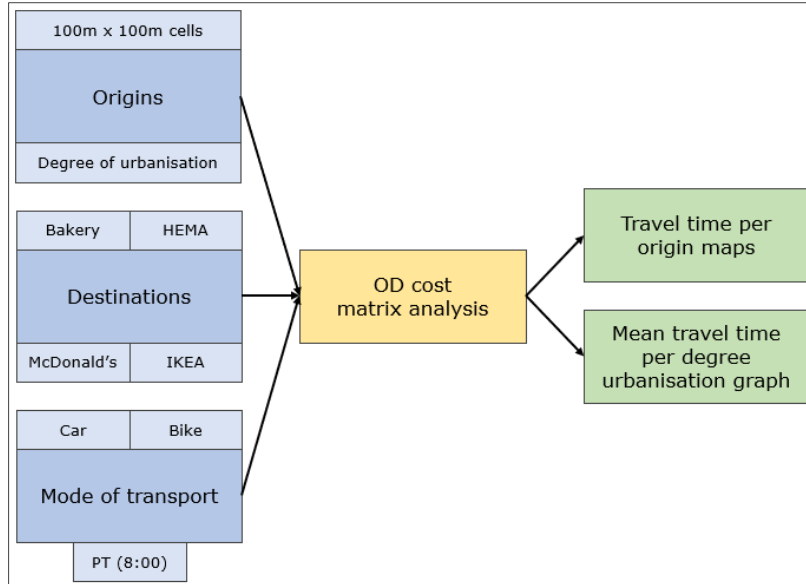 100m x 100m cells
Origins
Degree of urbanisation
Bakery
HEMA
Destinations
McDonald's
IKEA
Car
Bike
Mode of transport
PT (8:00)
OD cost
matrix analysis
Travel time per
origin maps
Mean travel time
per degree
urbanisation graph